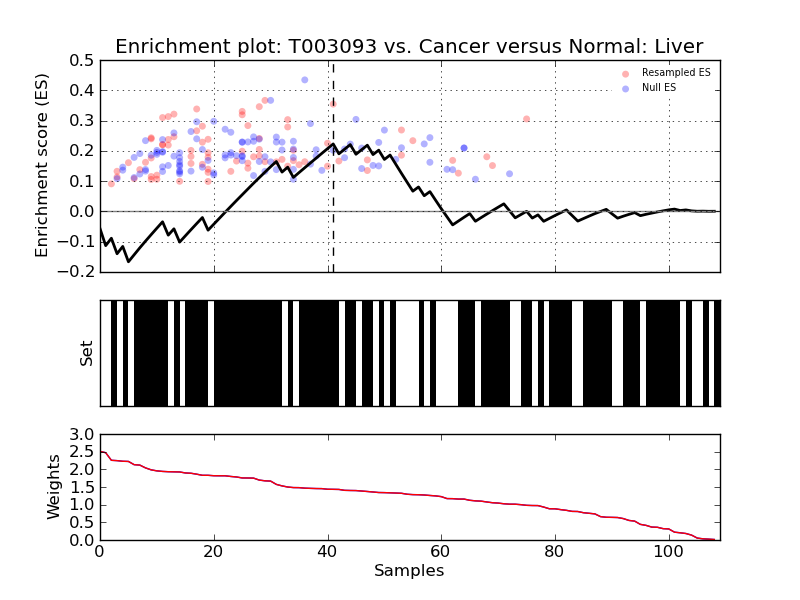 Enrichment plot: T003093 vs. Cancer versus Normal: Liver
Enrichment score (ES)
0.5
0.4
0.3
0.2
0.1
0.0
−0.1
−0.2
Resampled ES
Null ES
Set
Weights
3.0
2.5
2.0
1.5
1.0
0.5
0.0
0 20 40 60 80 100
Samples